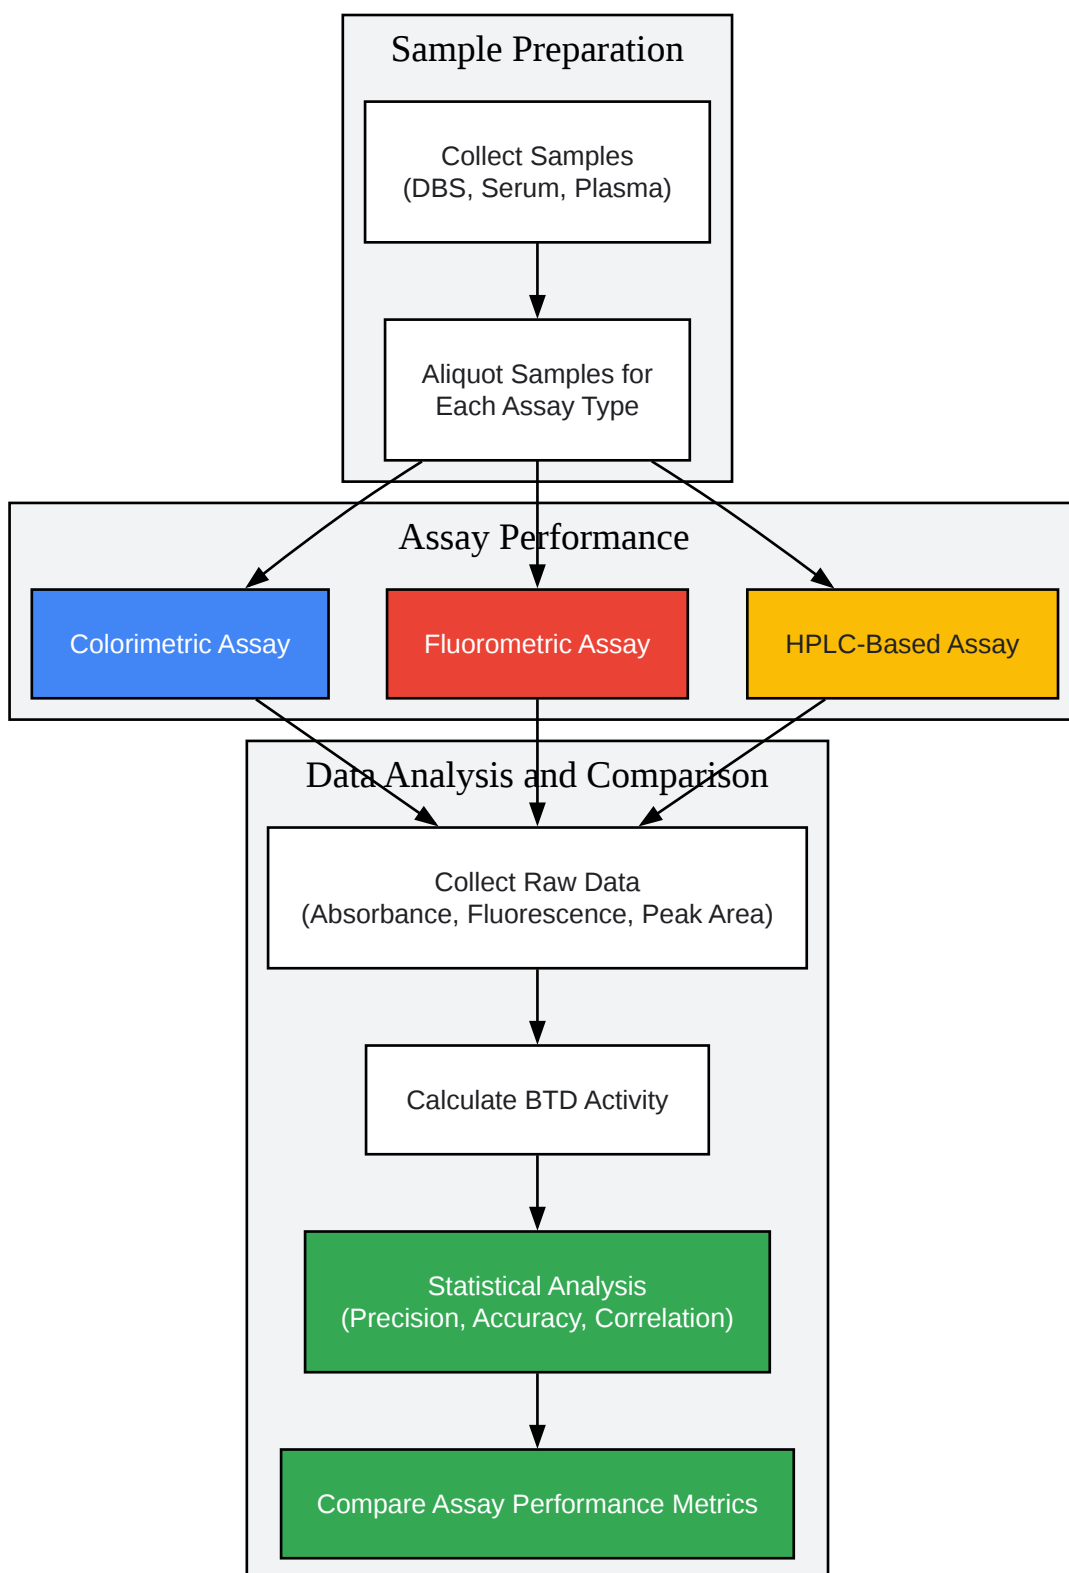 Sample Preparation
Collect Samples
(DBS, Serum, Plasma)
Aliquot Samples for
Each Assay Type
Assay Performance
Colorimetric Assay
Fluorometric Assay
HPLC-Based Assay
Data Analysis and Comparison
Collect Raw Data
(Absorbance, Fluorescence, Peak Area)
Calculate BTD Activity
Statistical Analysis
(Precision, Accuracy, Correlation)
Compare Assay Performance Metrics